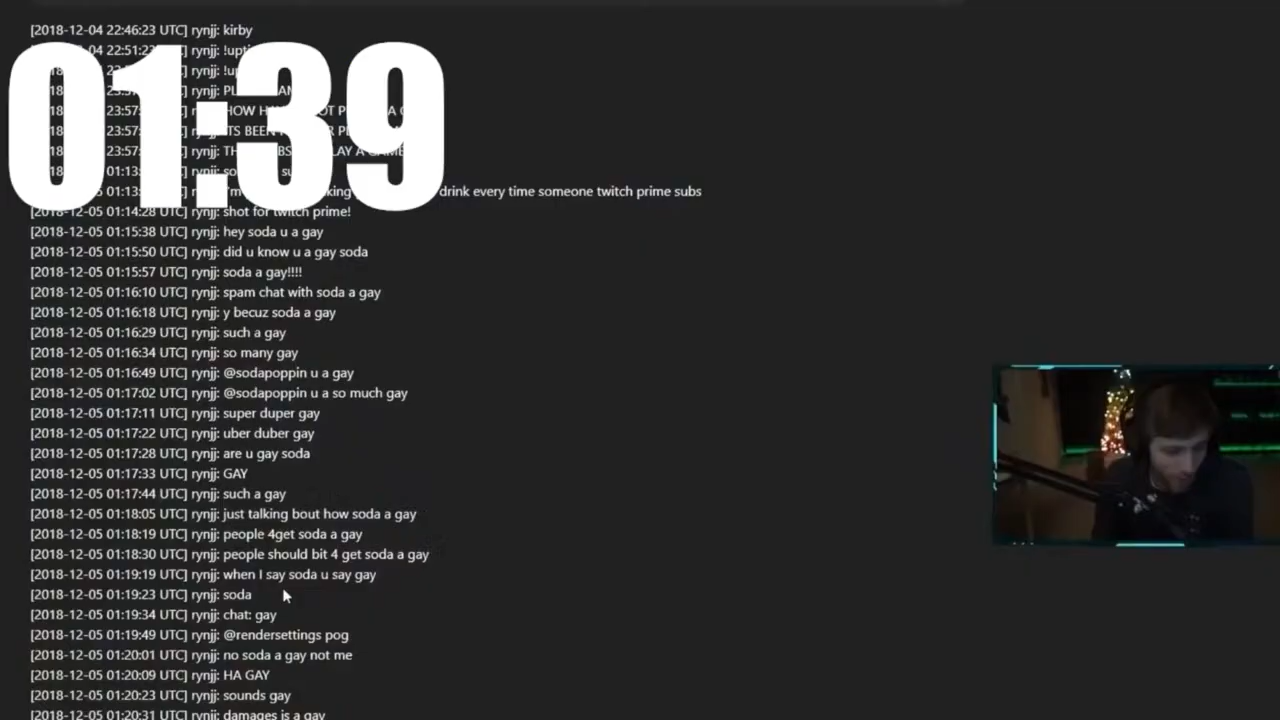 [2018-12-04 22:46:23 UTC] rynjj: kirby
01:39
drink every time someone twitch prime subs
[2018-12-05 01:14:28 UTC] rynjj: shot for twitch prime!
[2018-12-05 01:15:38 UTC] rynjj: hey soda u a gay
[2018-12-05 01:15:50 UTC] rynjj: did u know u a gay soda
[2018-12-05 01:15:57 UTC] rynjj: soda a gay!!!!
[2018-12-05 01:16:10 UTC] rynjj: spam chat with soda a gay
[2018-12-05 01:16:18 UTC] rynjj: y becuz soda a gay
[2018-12-05 01:16:29 UTC] rynjj: such a gay
[2018-12-05 01:16:34 UTC] rynjj: so many gay
[2018-12-05 01:16:49 UTC] rynjj: @sodapoppin u a gay
[2018-12-05 01:17:02 UTC] rynjj: @sodapoppin u a so much gay
[2018-12-05 01:17:11 UTC] rynjj: super duper gay
[2018-12-05 01:17:22 UTC] rynjj: uber duber gay
[2018-12-05 01:17:28 UTC] rynjj: are u gay soda
[2018-12-05 01:17:33 UTC] rynjj: GAY
[2018-12-05 01:17:44 UTC] rynjj: such a gay
[2018-12-05 01:18:05 UTC] rynjj: just talking bout how soda a gay
[2018-12-05 01:18:19 UTC] rynjj: people 4get soda a gay
[2018-12-05 01:18:30 UTC] rynjj: people should bit 4 get soda a gay
[2018-12-05 01:19:19 UTC] rynjj: when I say soda u say gay
[2018-12-05 01:19:23 UTC] rynjj: soda
[2018-12-05 01:19:34 UTC] rynjj: chat: gay
[2018-12-05 01:19:49 UTC] rynjj: @rendersettings pog
[2018-12-05 01:20:01 UTC] rynjj: no soda a gay not me
[2018-12-05 01:20:09 UTC] rynjj: HA GAY
[2018-12-05 01:20:23 UTC] rynjj: sounds gay
[2018-12-05 01:20:31 UTC] rynjj: damages is a gay